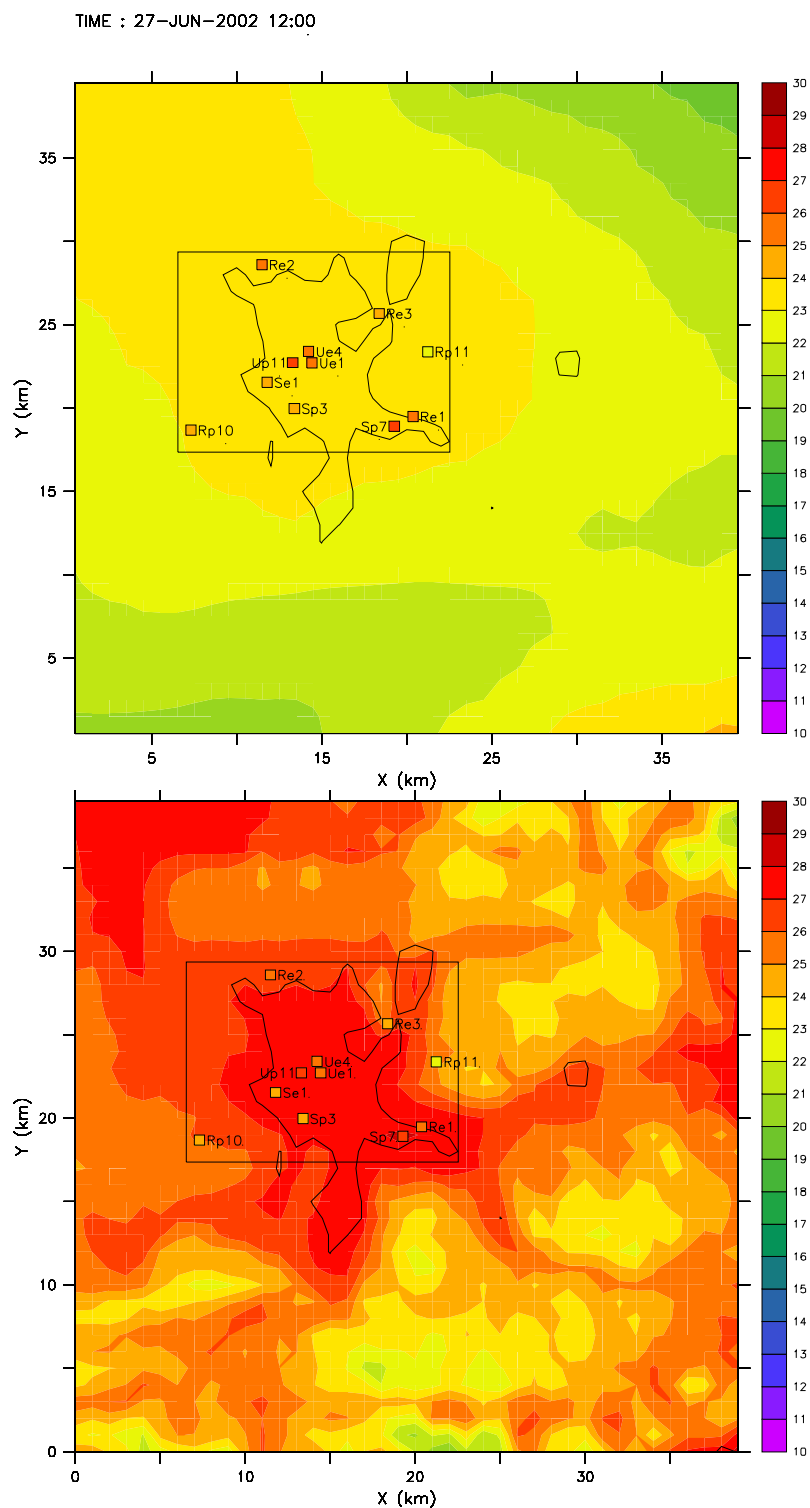 TIME : 27-JUN-2002 12:00
30
29
28
27
26
25
24
23
22
21
20
19
18
17
16
15
14
13
12
11
10
35
25
15
5
Y (km)
Re2
Re3
Ue4
Rp11
Up11
Ue1
Se1
Sp3
Re1
Sp7
Rp10
5
15
25
35
X (km)
30
29
28
27
26
25
24
23
22
21
20
19
18
17
16
15
14
13
12
11
10
30
20
10
0
Y (km)
Re2
Re3.
Ue4
Rp11.
Up11
Ue1.
Se1.
Sp3
Re1
Sp7
Rp10.
0
10
20
30
X (km)